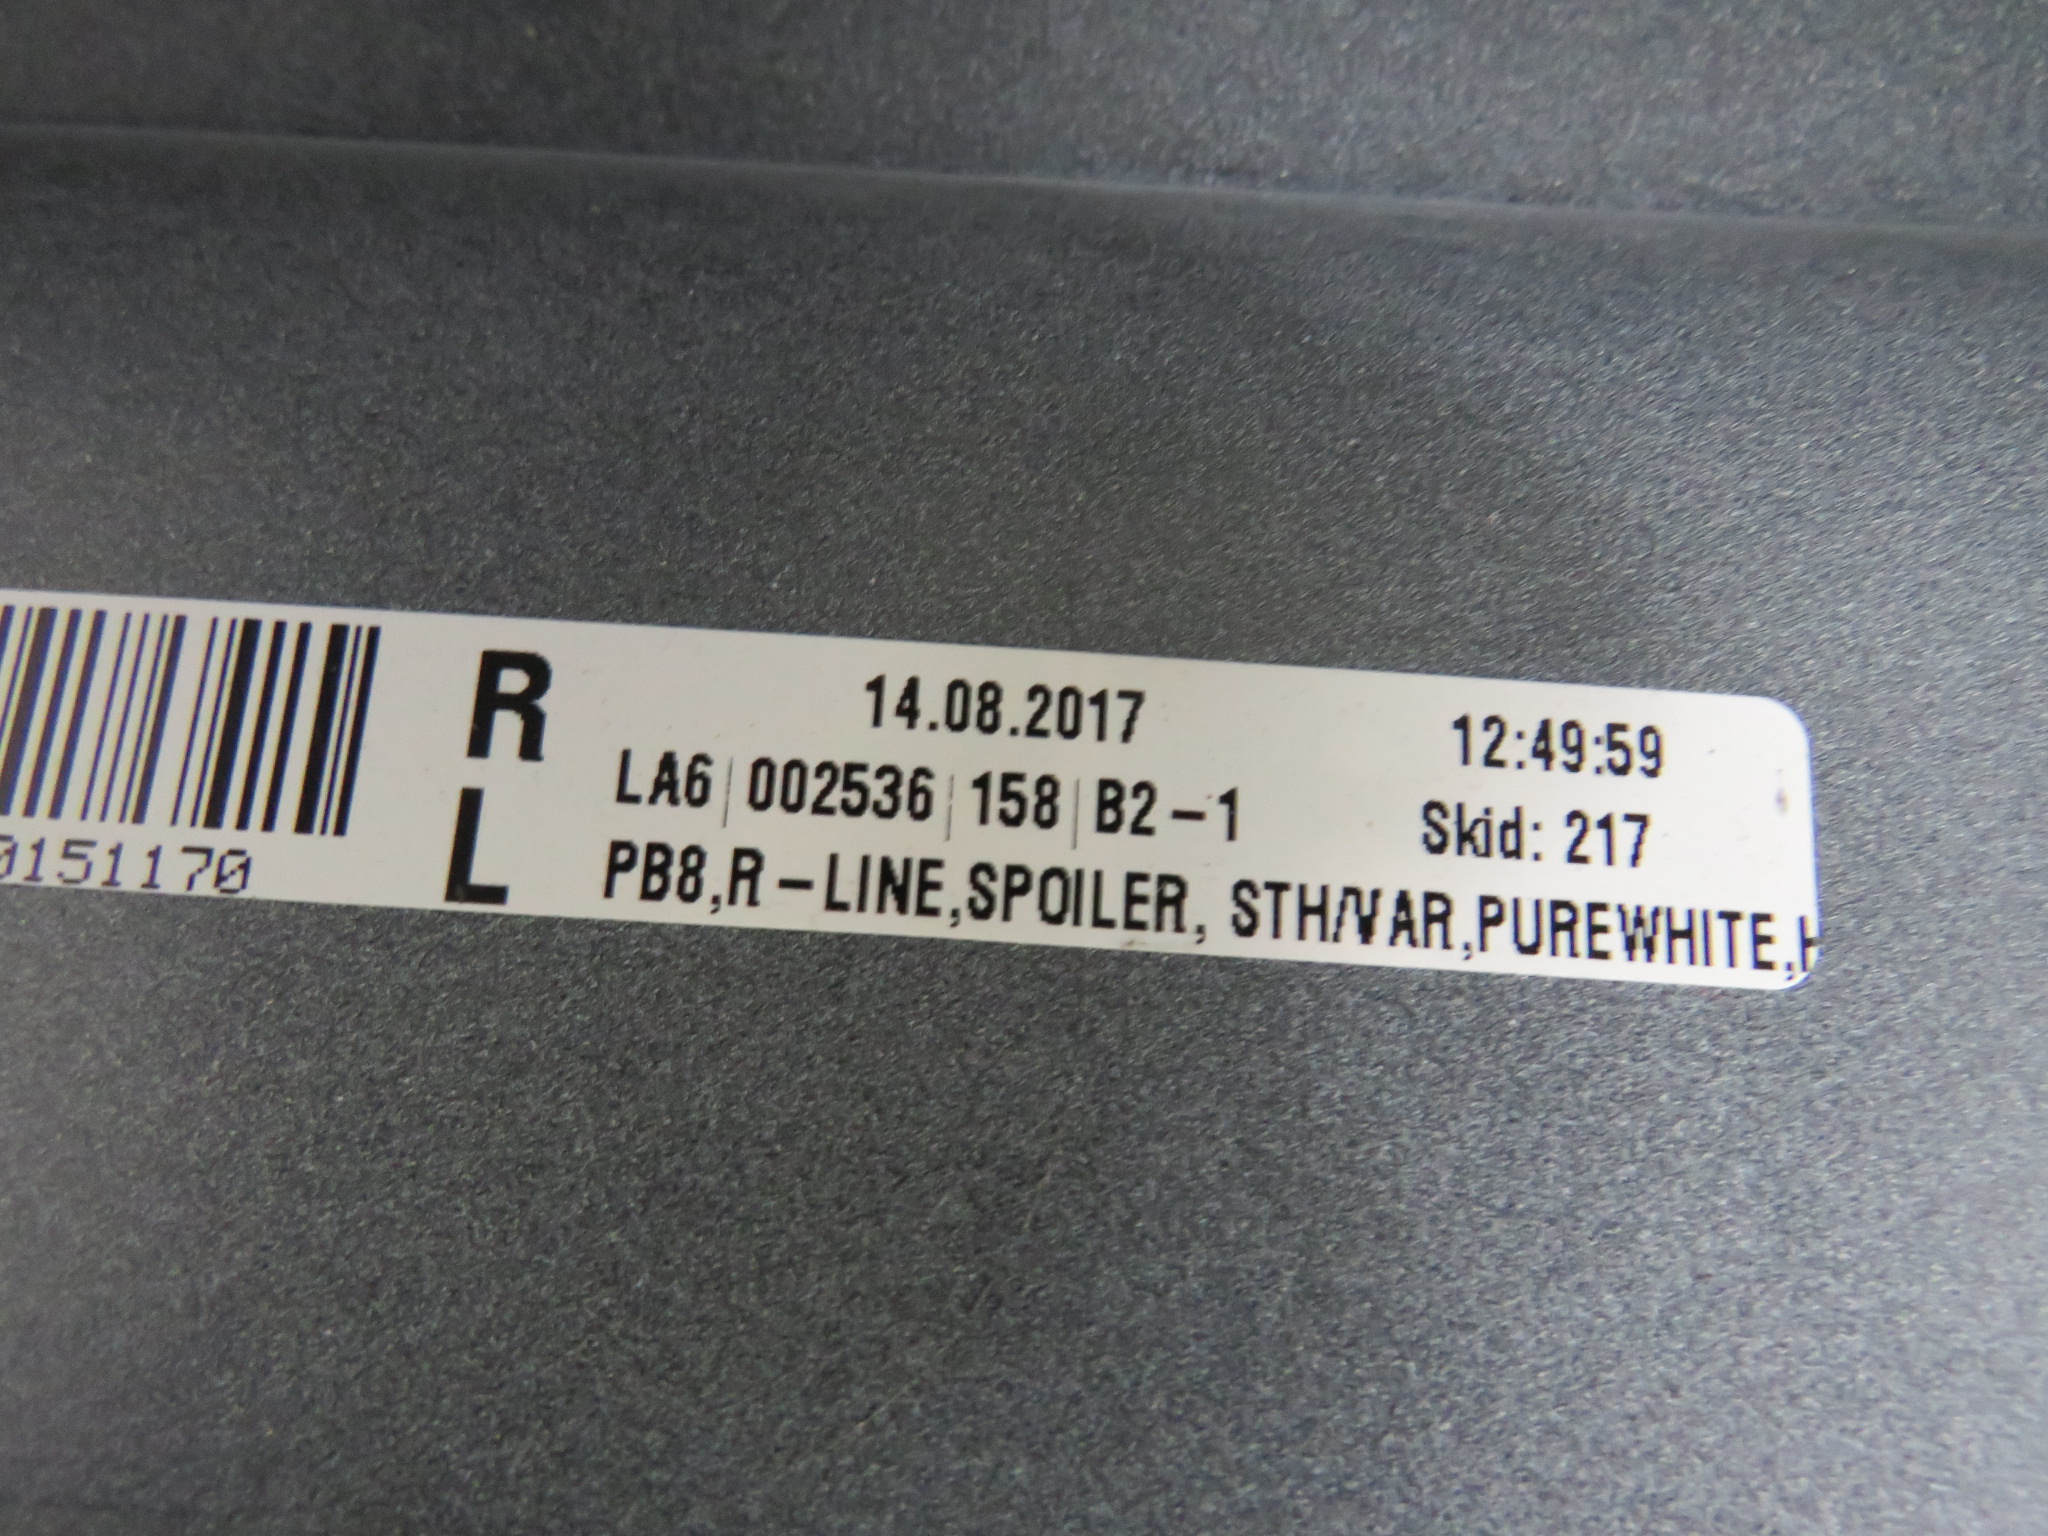 0151170
R
L
14.08.2017 12:49:59
LA6|002536|158|B2-1 Skid: 217
PB8,R-LINE,SPOILER, STH/VAR,PUREWHITE,